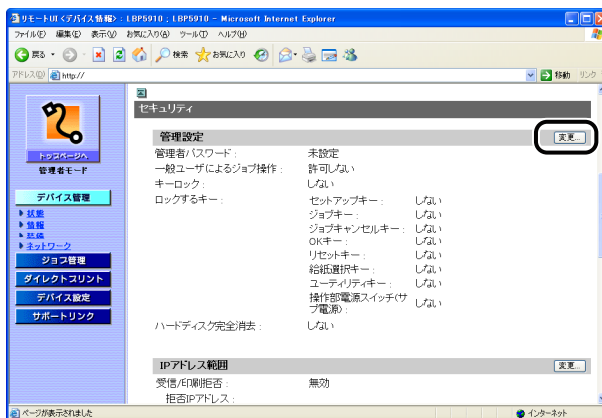 リモートUI <デバイス情報> : LBP5910 ; LBP5910 - Microsoft Internet Explorer
ファイル(F) 編集(E) 表示(V) お気に入り(A) ツール(T) ヘルプ(H)
戻る 検索 お気に入り
アドレス(D) http:// 移動 リンク
セキュリティ
管理設定 変更...
管理者パスワード : 未設定
一般ユーザによるジョブ操作 : 許可しない
キーロック : しない
ロックするキー : セットアップキー : しない
ジョブキー : しない
ジョブキャンセルキー : しない
OKキー : しない
リセットキー : しない
給紙選択キー : しない
ユーティリティキー : しない
操作部電源スイッチ(サブ電源) : しない
ハードディスク完全消去 : しない
IPアドレス範囲 変更...
受信/印刷拒否 : 無効
拒否IPアドレス :
トップページへ
管理者モード
デバイス管理
状態
情報
ネットワーク
ジョブ管理
ダイレクトプリント
デバイス設定
サポートリンク
ページが表示されました インターネット